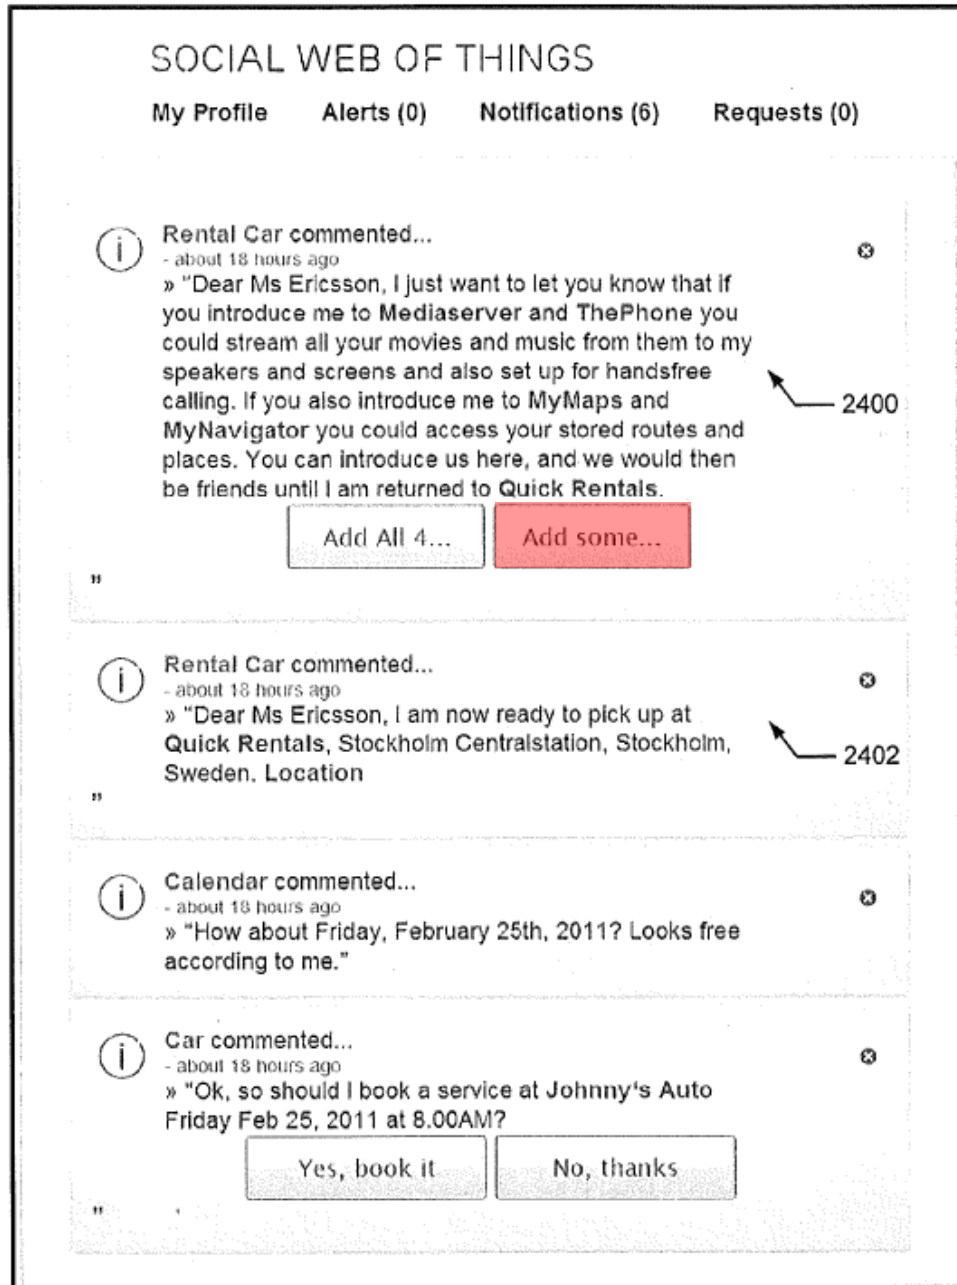 SOCIAL WEB OF THINGS
My Profile Alerts (0) Notifications (6) Requests (0)
i
Rental Car commented...
- about 18 hours ago
» "Dear Ms Ericsson, I just want to let you know that if
you introduce me to Mediaserver and ThePhone you
could stream all your movies and music from them to my
speakers and screens and also set up for handsfree
calling. If you also introduce me to MyMaps and
MyNavigator you could access your stored routes and
places. You can introduce us here, and we would then
be friends until I am returned to Quick Rentals.
2400
Add All 4... Add some...
"
i
Rental Car commented...
- about 18 hours ago
» "Dear Ms Ericsson, I am now ready to pick up at
Quick Rentals, Stockholm Centralstation, Stockholm,
Sweden. Location
2402
"
i
Calendar commented...
- about 18 hours ago
» "How about Friday, February 25th, 2011? Looks free
according to me."
i
Car commented...
- about 18 hours ago
» "Ok, so should I book a service at Johnny's Auto
Friday Feb 25, 2011 at 8.00AM?
Yes, book it No, thanks
"